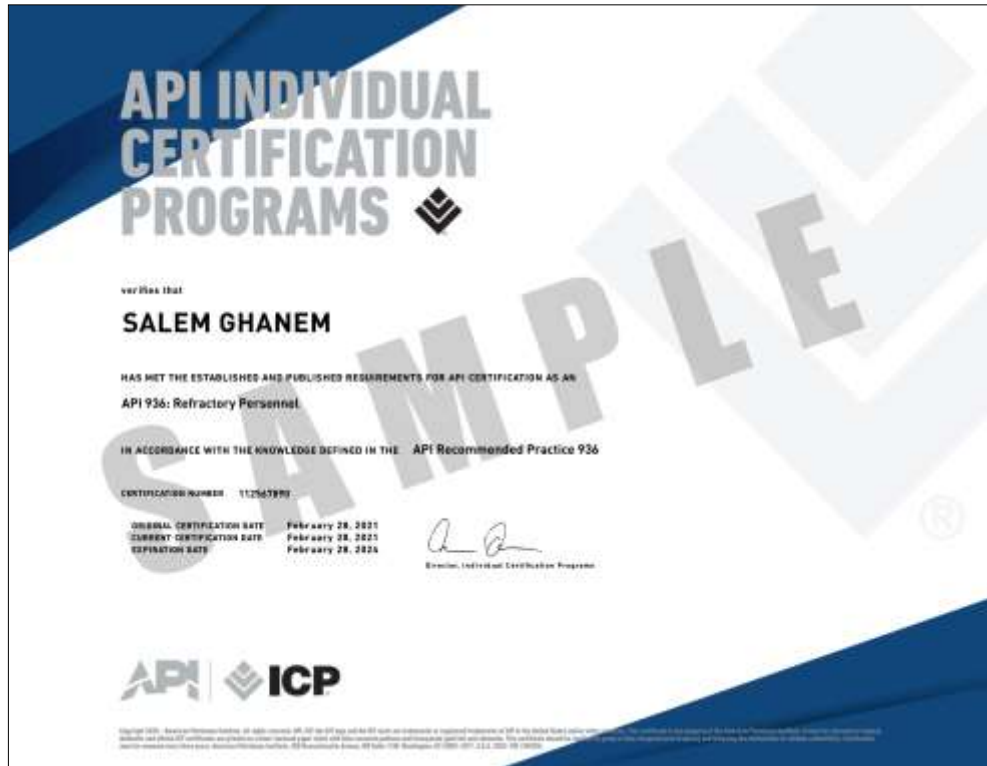 API INDIVIDUAL
CERTIFICATION
PROGRAMS
verifies that
SALEM GHANEM
HAS MET THE ESTABLISHED AND PUBLISHED REQUIREMENTS FOR API CERTIFICATION AS AN
API 936: Refractory Personnel
IN ACCORDANCE WITH THE KNOWLEDGE DEFINED IN THE API Recommended Practice 936
CERTIFICATION NUMBER 112567890
ORIGINAL CERTIFICATION DATE February 28, 2021
CURRENT CERTIFICATION DATE February 28, 2021
EXPIRATION DATE February 28, 2024
Director, Individual Certification Programs
SAMPLE
®
API ICP